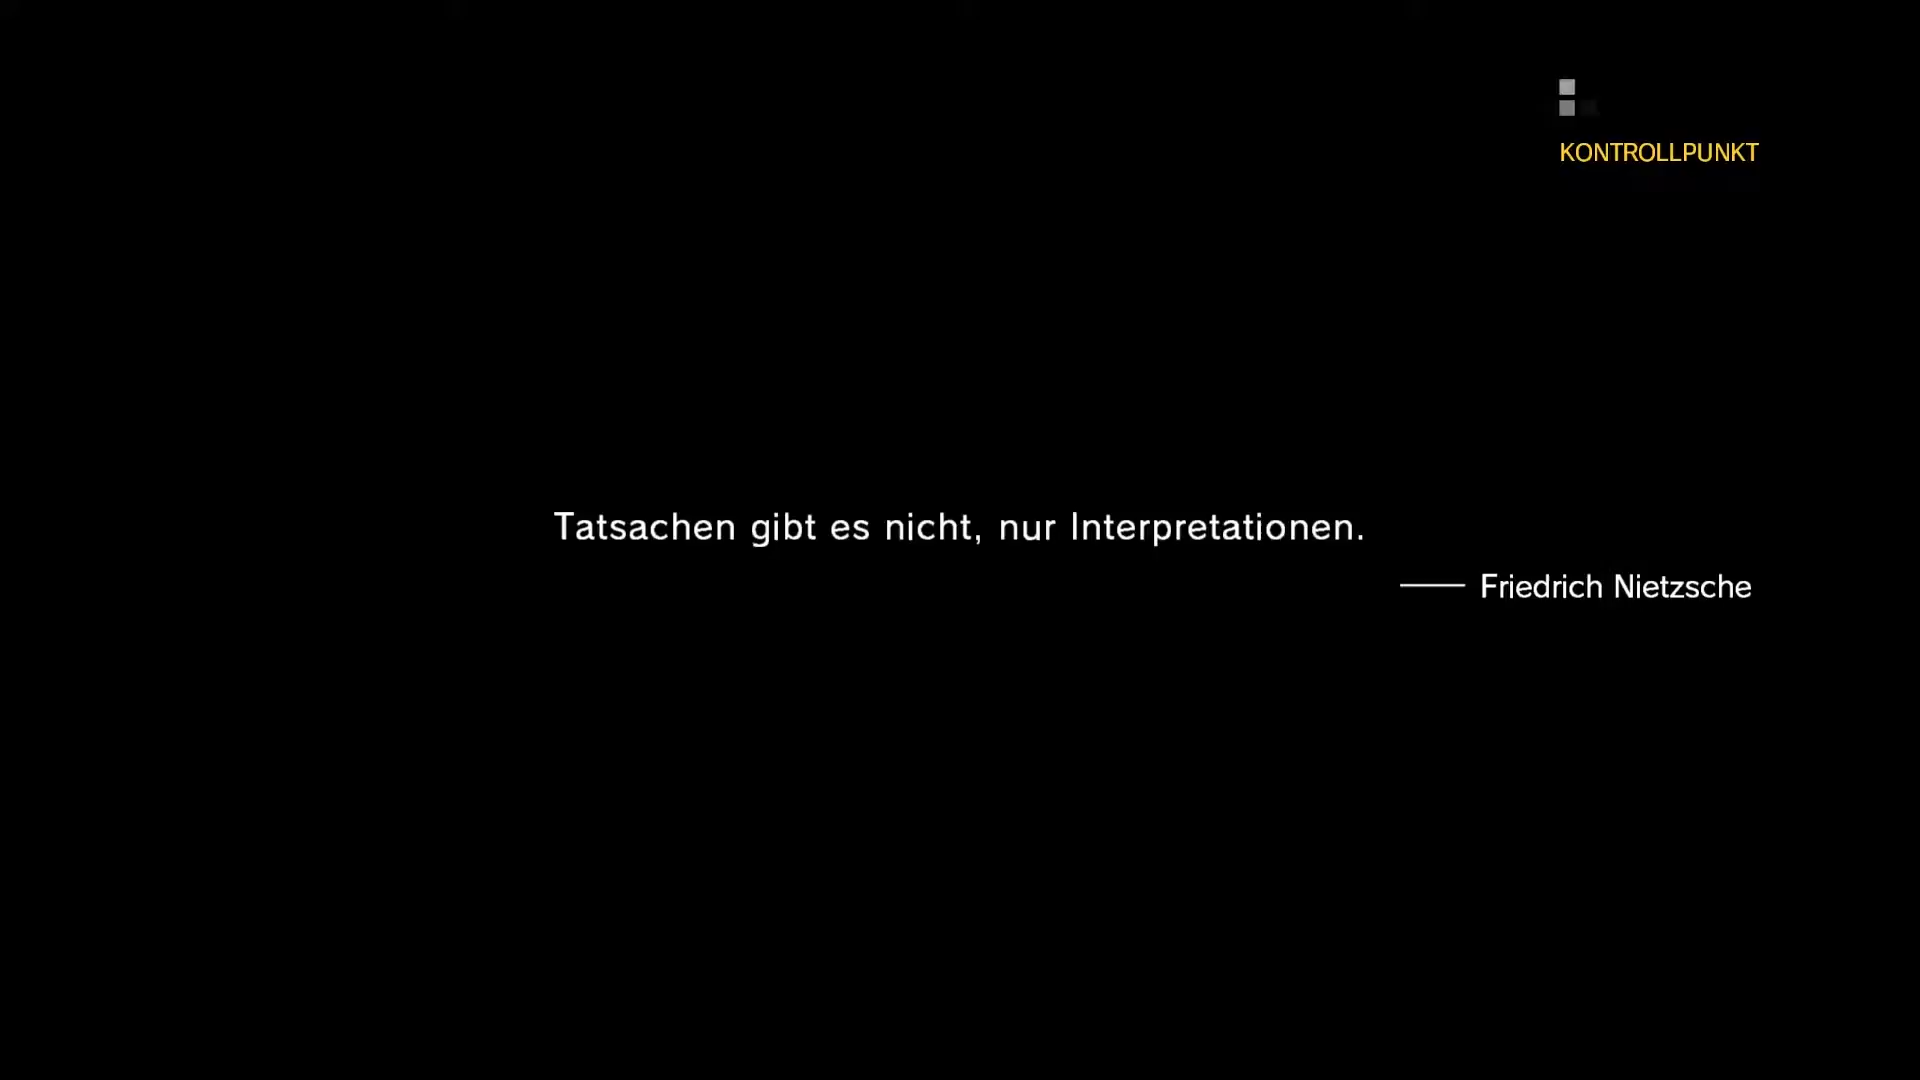 KONTROLLPUNKT
Tatsachen gibt es nicht, nur Interpretationen.
—— Friedrich Nietzsche